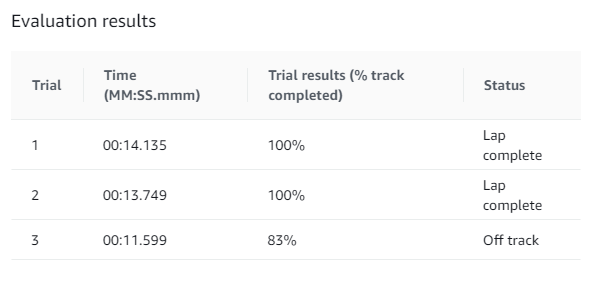 Evaluation results
Trial
Time
(MM:SS.mmm)
Trial results (% track
completed)
Status
1
00:14.135
100%
Lap
complete
2
00:13.749
100%
Lap
complete
3
00:11.599
83%
Off track